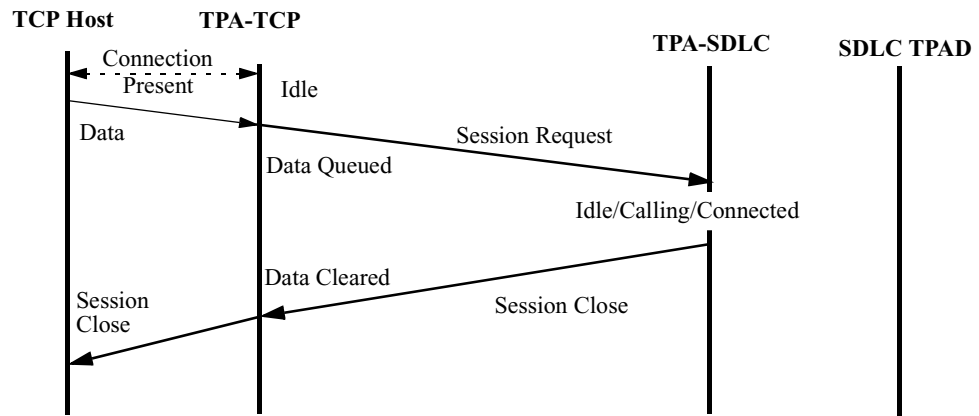 TCP Host
TPA-TCP
TPA-SDLC
SDLC TPAD
Connection
Present
Idle
Data
Session Request
Data Queued
Idle/Calling/Connected
Data Cleared
Session Close
Session
Close